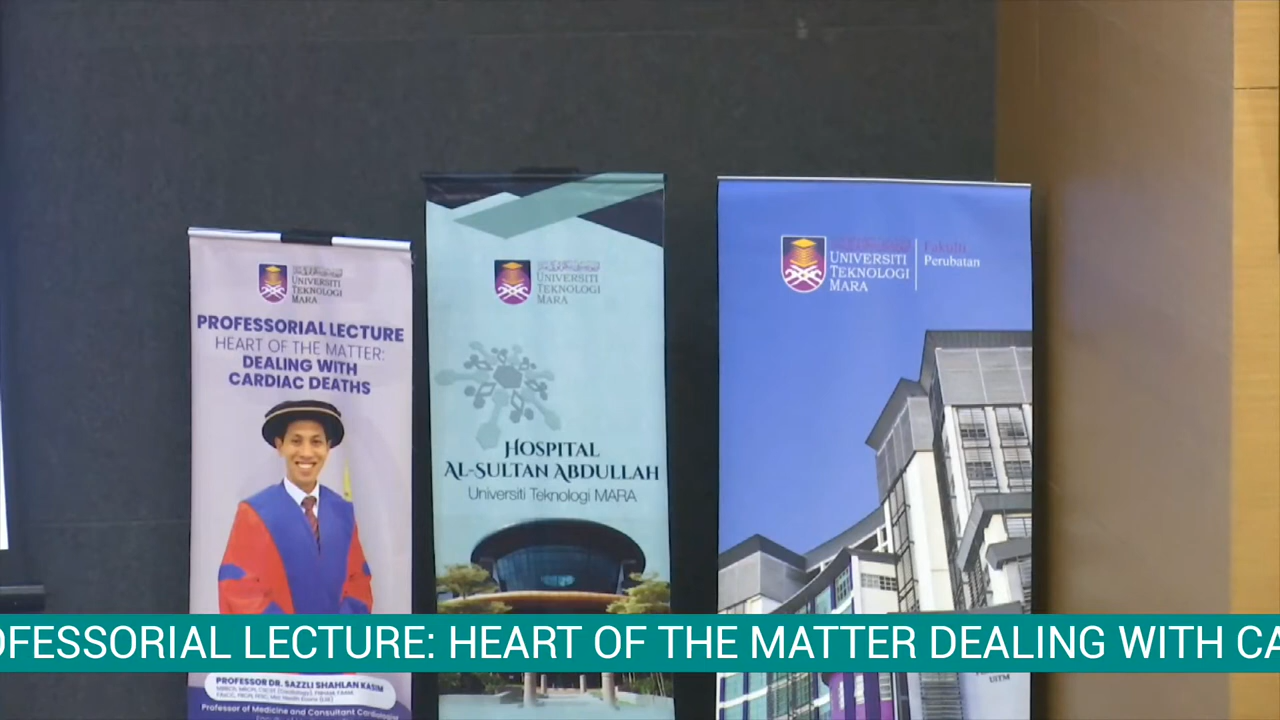 UNIVERSITI
TEKNOLOGI
MARA
PROFESSORIAL LECTURE
HEART OF THE MATTER:
DEALING WITH
CARDIAC DEATHS
PROFESSOR DR. SAZZLI SHAHLAN KASIM
Professor of Medicine and Consultant Cardiologist
UNIVERSITI
TEKNOLOGI
MARA
HOSPITAL
AL-SULTAN ABDULLAH
Universiti Teknologi MARA
UNIVERSITI
TEKNOLOGI
MARA
Fakulti
Perubatan
OFESSORIAL LECTURE: HEART OF THE MATTER DEALING WITH CA